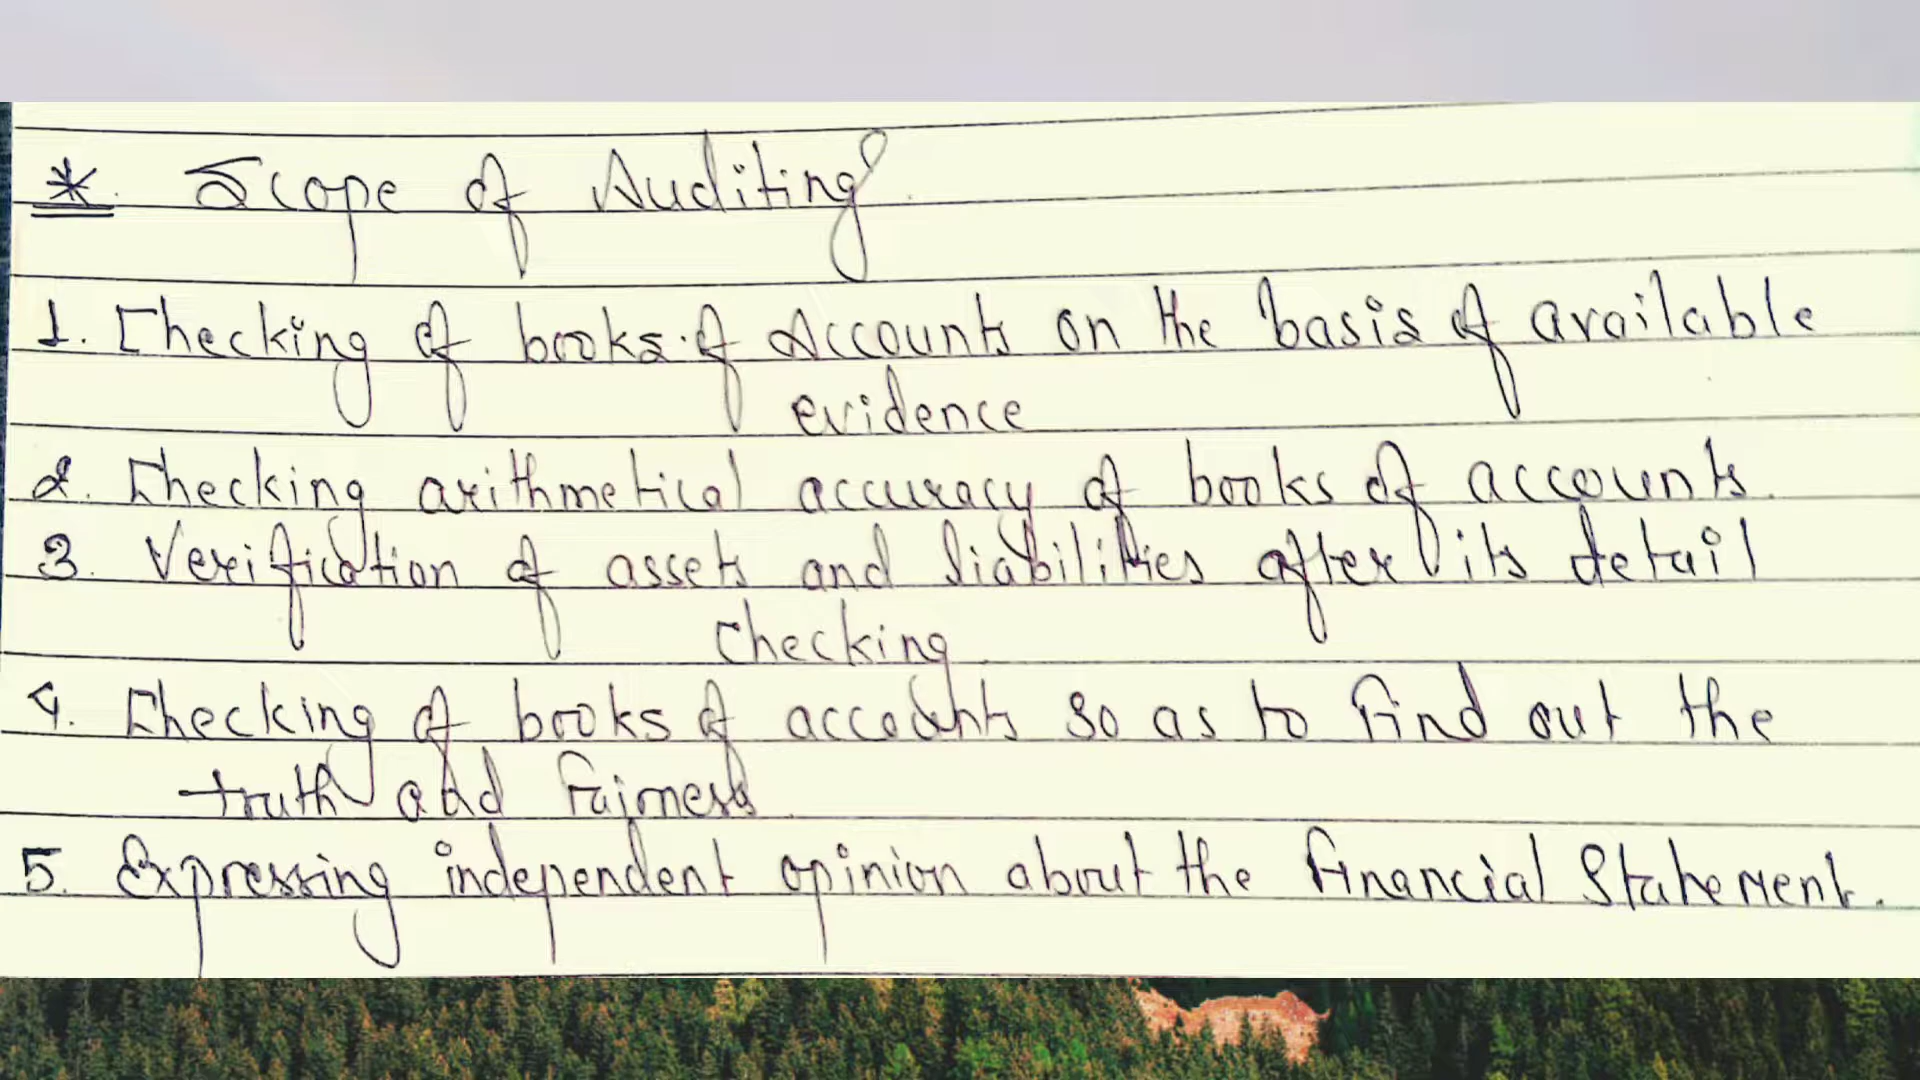 * Scope of Auditing
1. Checking of books of Accounts on the basis of available
evidence
2. Checking arithmetical accuracy of books of accounts.
3. Verification of assets and liabilities after its detail
checking
4. Checking of books of accounts so as to find out the
truth and fairness.
5. Expressing independent opinion about the financial Statement.